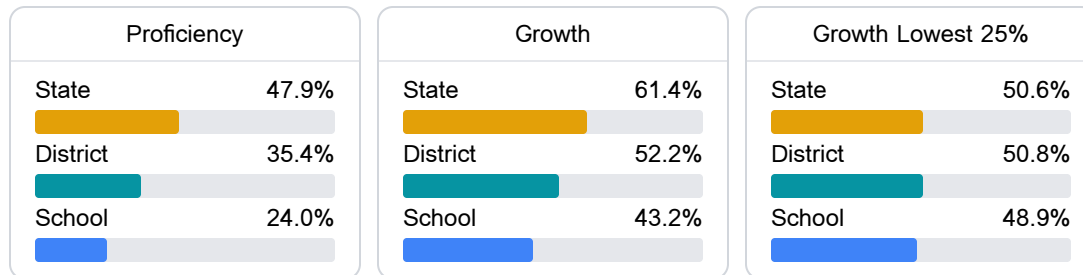 Proficiency
State 47.9%
District 35.4%
School 24.0%
Growth
State 61.4%
District 52.2%
School 43.2%
Growth Lowest 25%
State 50.6%
District 50.8%
School 48.9%